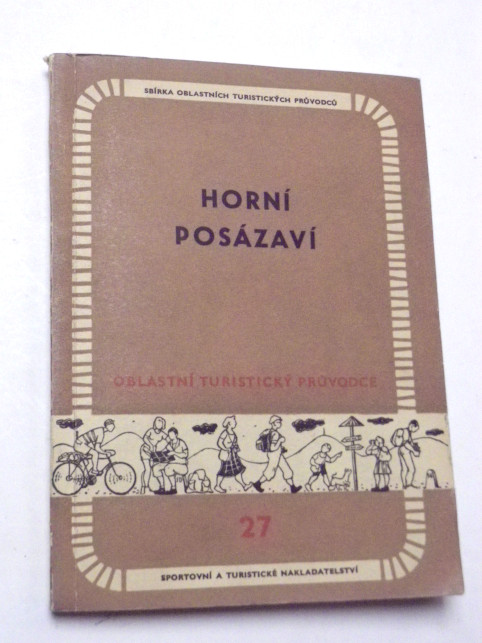 SBÍRKA OBLASTNÍCH TURISTICKÝCH PRŮVODCŮ
HORNÍ
POSÁZAVÍ
OBLASTNÍ TURISTICKÝ PRŮVODCE
27
SPORTOVNÍ A TURISTICKÉ NAKLADATELSTVÍ